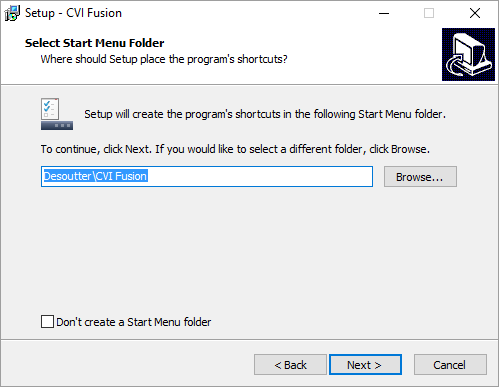 Setup - CVI Fusion
Select Start Menu Folder
Where should Setup place the program's shortcuts?
Setup will create the program's shortcuts in the following Start Menu folder.
To continue, click Next. If you would like to select a different folder, click Browse.
Desoutter\CVI Fusion
Browse...
Don't create a Start Menu folder
< Back
Next >
Cancel